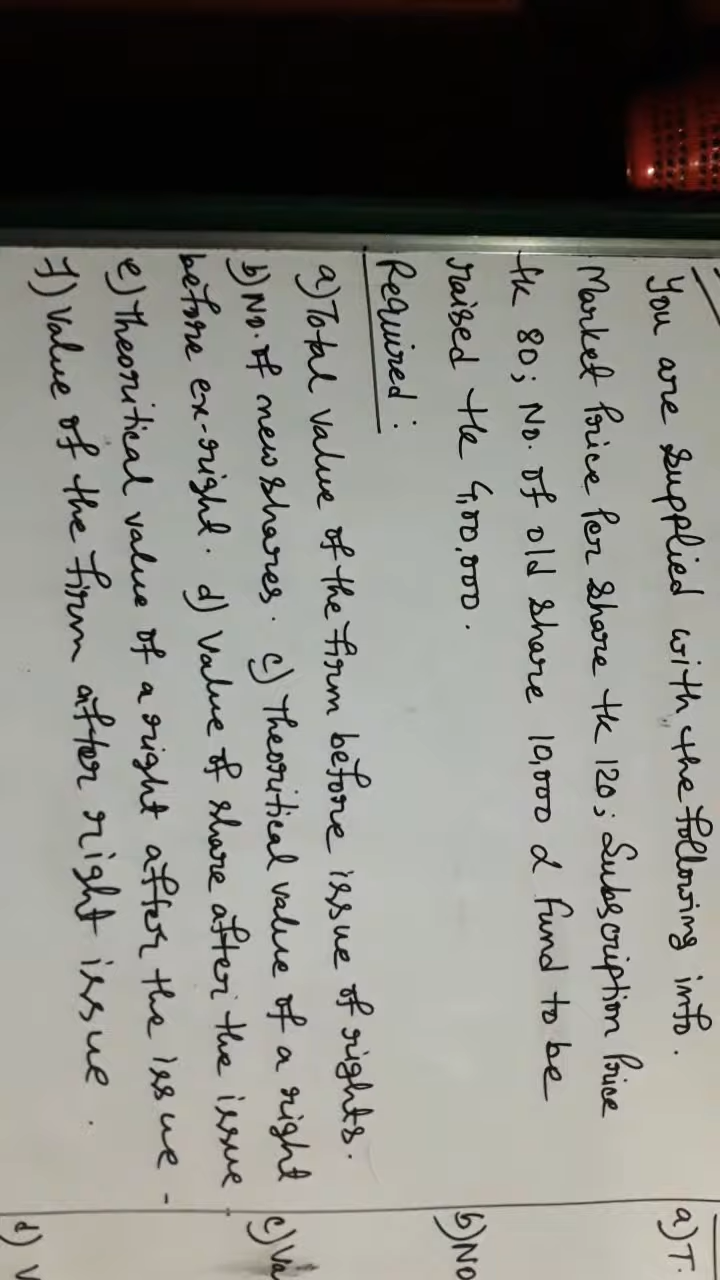 You are supplied with the following info.
Market Price Per Share tk 120; Subscription Price
tk 80; No. of old share 10,000 & Fund to be
raised tk 4,00,000.
Required:
a) Total value of the firm before issue of rights.
b) No. of new shares. c) Theoritical value of a right
before ex-right. d) Value of share after the issue -
e) Theoritical value of a right after the issue -
f) Value of the firm after right issue.
a) T.
b) No
c) Va
d) V